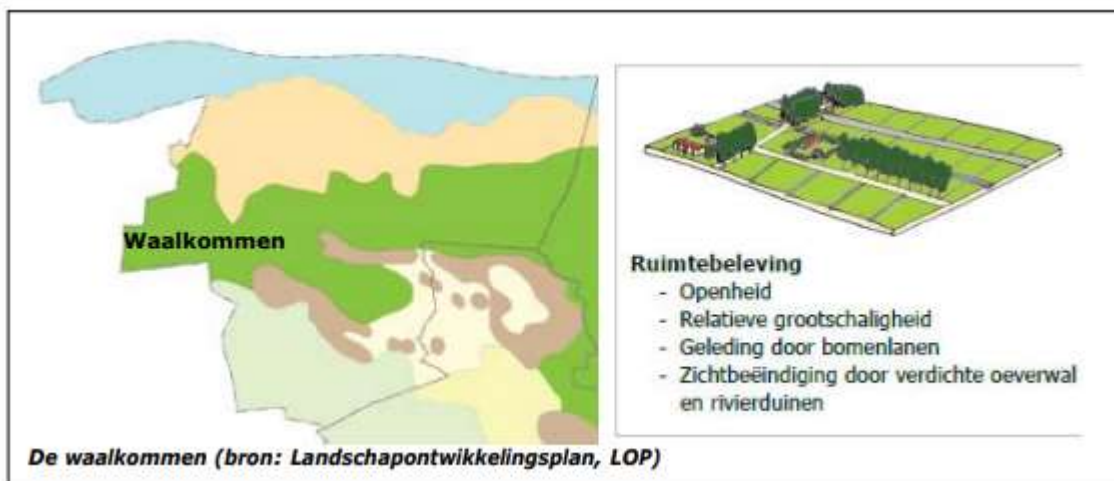 Waalkommen
Ruimtebeleving
- Openheid
- Relatieve grootschaligheid
- Geleding door bomenlanen
- Zichtbeëindiging door verdichte oeverwal
en rivierduinen
De waalkommen (bron: Landschapontwikkelingsplan, LOP)